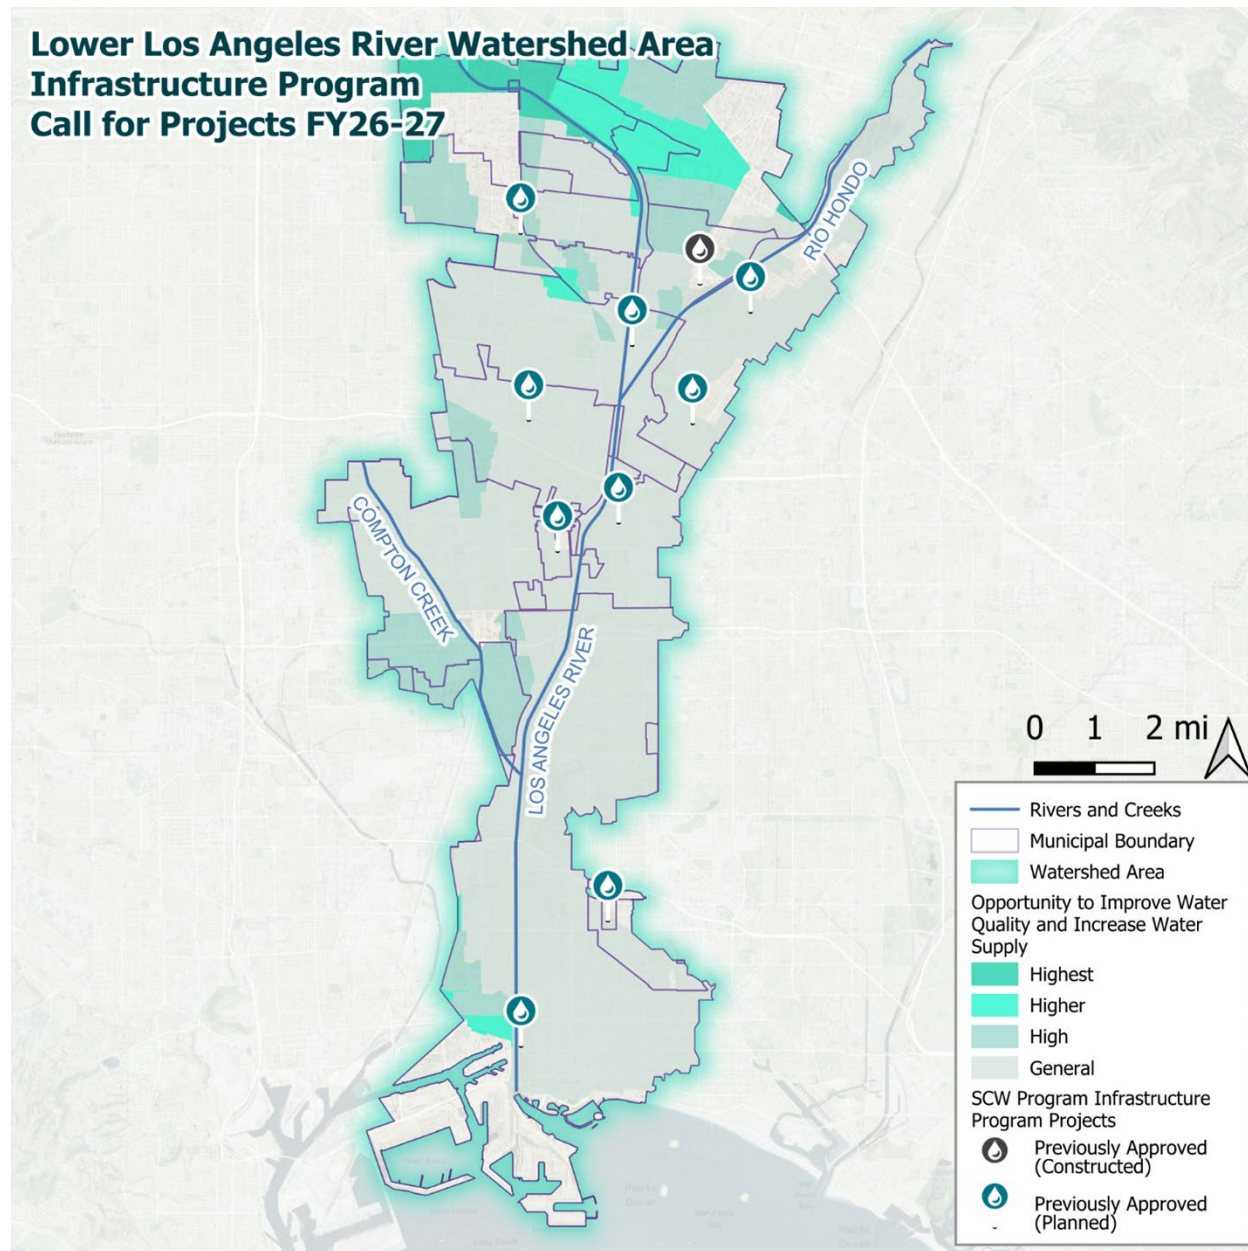 Lower Los Angeles River Watershed Area
Infrastructure Program
Call for Projects FY26-27
RIO HONDO
COMPTON CREEK
LOS ANGELES RIVER
0 1 2 mi
Rivers and Creeks
Municipal Boundary
Watershed Area
Opportunity to Improve Water
Quality and Increase Water
Supply
Highest
Higher
High
General
SCW Program Infrastructure
Program Projects
Previously Approved
(Constructed)
Previously Approved
(Planned)
Pacific
Ocean